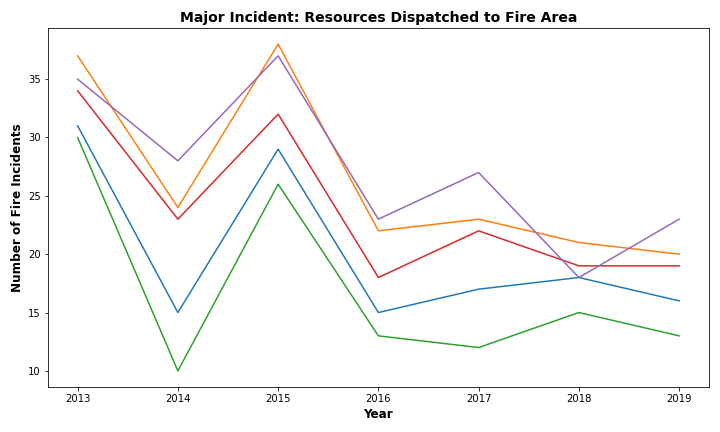 Major Incident: Resources Dispatched to Fire Area
Number of Fire Incidents
35
30
25
20
15
10
2013 2014 2015 2016 2017 2018 2019
Year